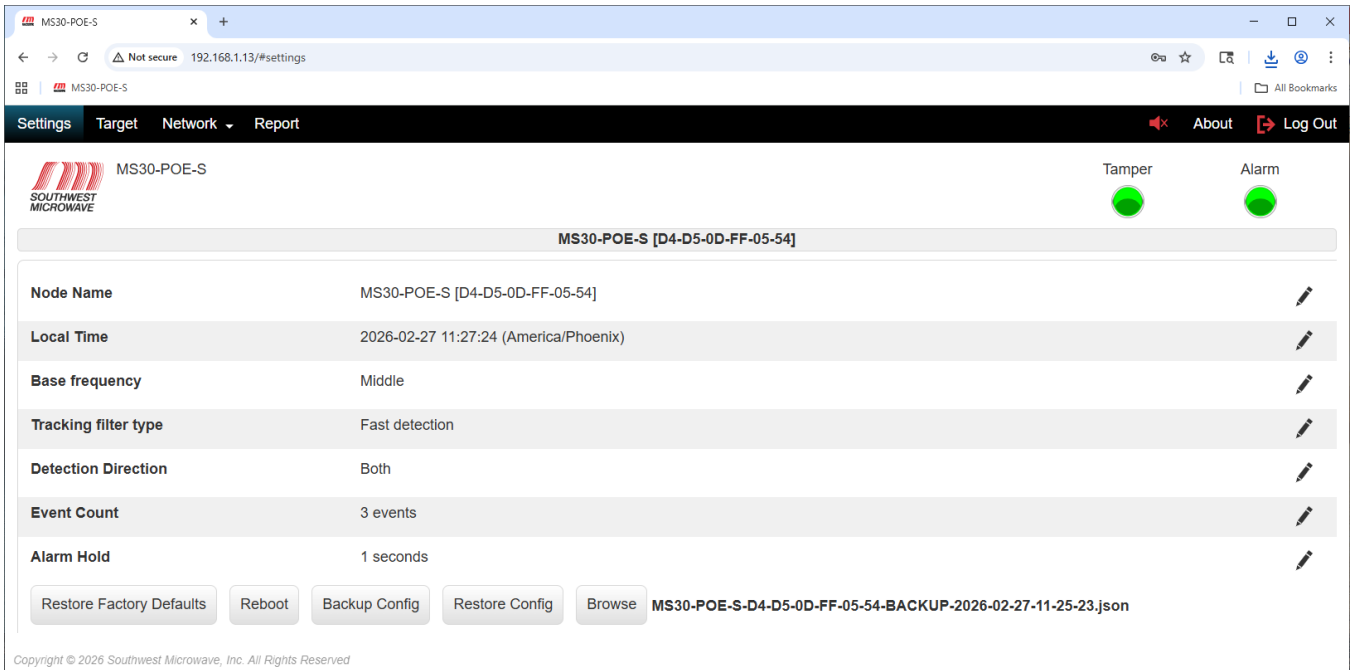 MS30-POE-S
Not secure 192.168.1.13/#settings
MS30-POE-S All Bookmarks
Settings Target Network Report About Log Out
SOUTHWEST
MICROWAVE
MS30-POE-S Tamper Alarm
MS30-POE-S [D4-D5-0D-FF-05-54]
Node Name MS30-POE-S [D4-D5-0D-FF-05-54]
Local Time 2026-02-27 11:27:24 (America/Phoenix)
Base frequency Middle
Tracking filter type Fast detection
Detection Direction Both
Event Count 3 events
Alarm Hold 1 seconds
Restore Factory Defaults Reboot Backup Config Restore Config Browse MS30-POE-S-D4-D5-0D-FF-05-54-BACKUP-2026-02-27-11-25-23.json
Copyright © 2026 Southwest Microwave, Inc. All Rights Reserved